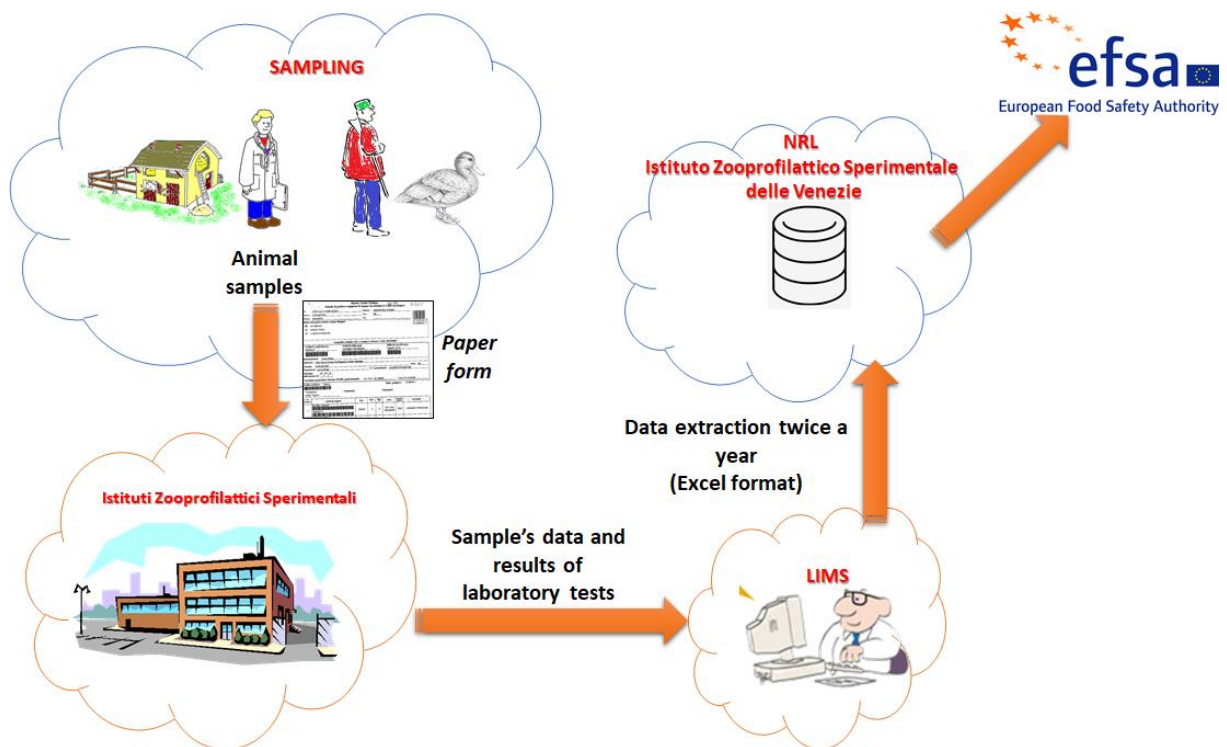 SAMPLING
Animal
samples
Paper
form
Istituti Zooprofilattici Sperimentali
Sample's data and
results of
laboratory tests
LIMS
Data extraction twice a
year
(Excel format)
NRL
Istituto Zooprofilattico Sperimentale
delle Venezie
efsa
European Food Safety Authority